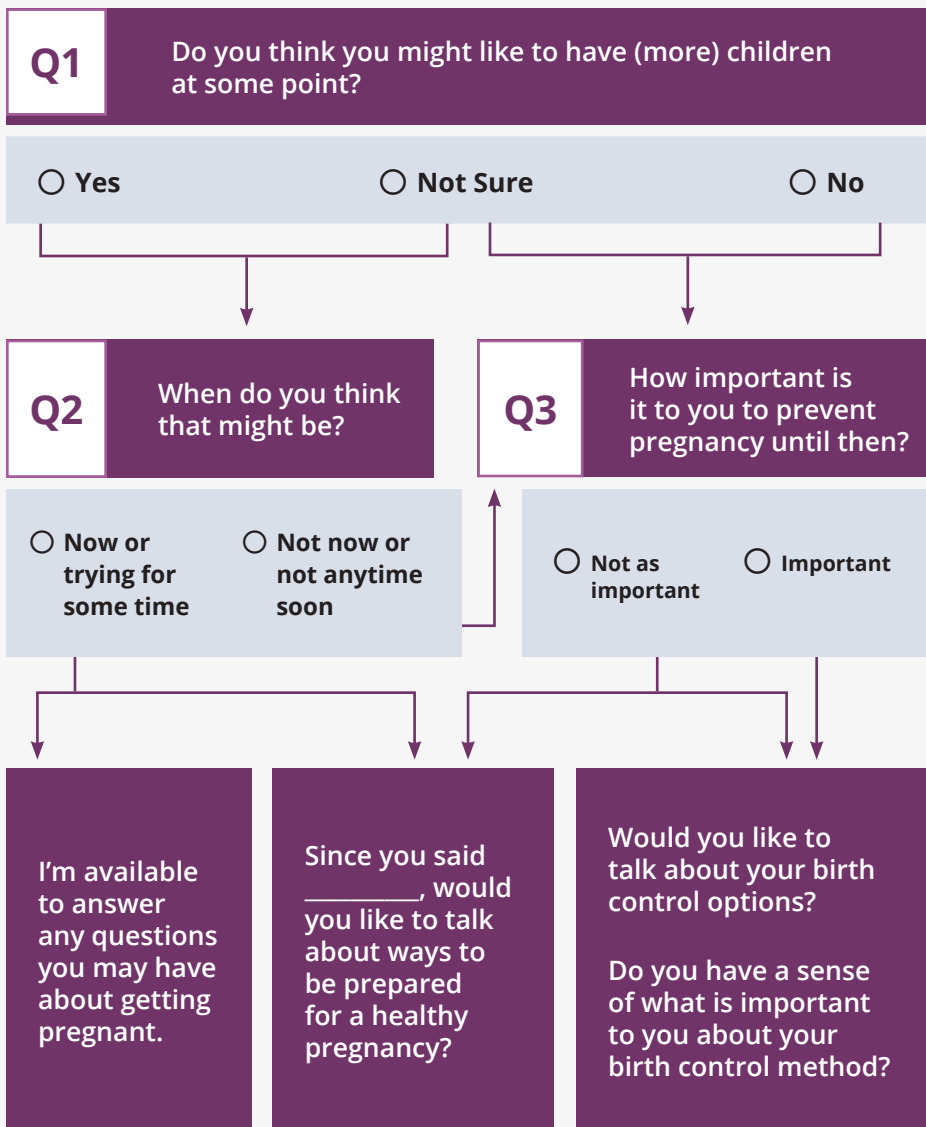 Q1
Do you think you might like to have (more) children
at some point?
Yes
Not Sure
No
Q2
When do you think
that might be?
Q3
How important is
it to you to prevent
pregnancy until then?
Now or
trying for
some time
Not now or
not anytime
soon
Not as
important
Important
I’m available
to answer
any questions
you may have
about getting
pregnant.
Since you said
_________, would
you like to talk
about ways to
be prepared
for a healthy
pregnancy?
Would you like to
talk about your birth
control options?
Do you have a sense
of what is important
to you about your
birth control method?